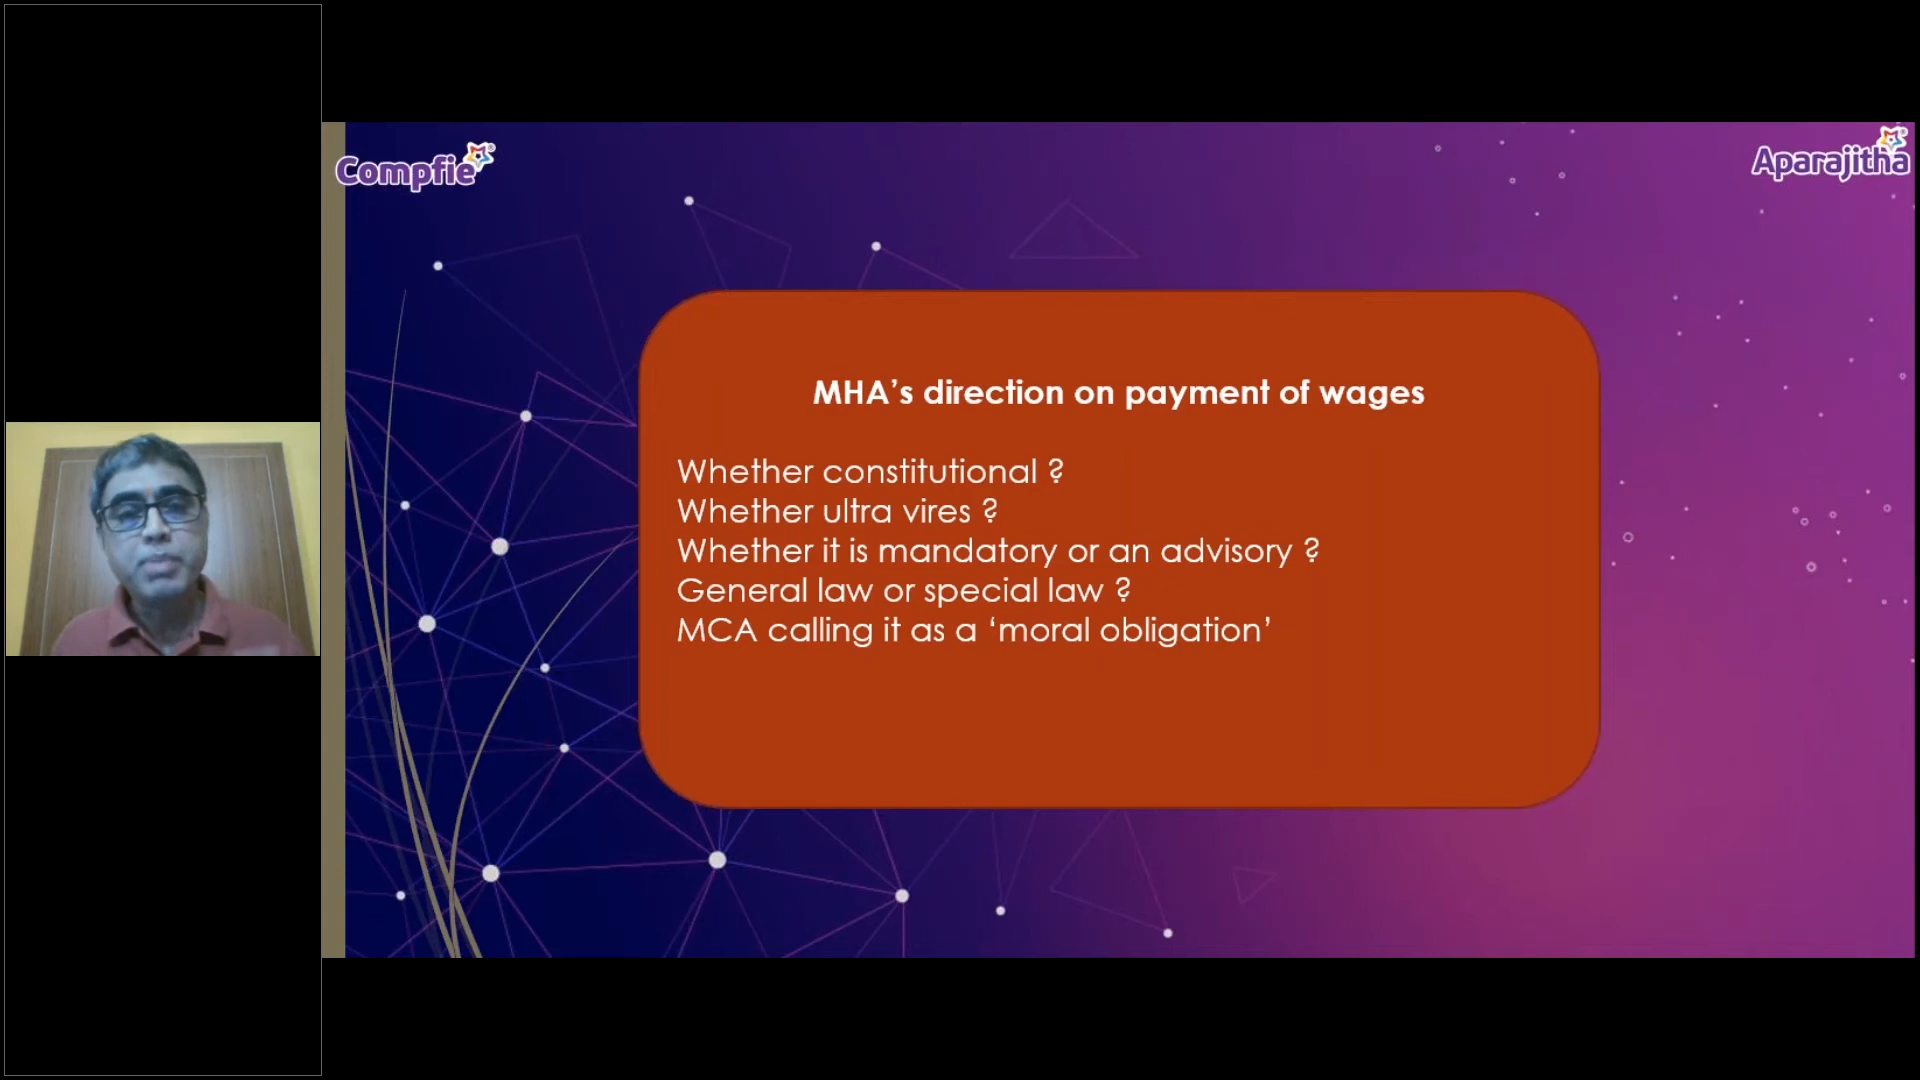 Compfie
Aparajitha
MHA’s direction on payment of wages
Whether constitutional ?
Whether ultra vires ?
Whether it is mandatory or an advisory ?
General law or special law ?
MCA calling it as a ‘moral obligation’